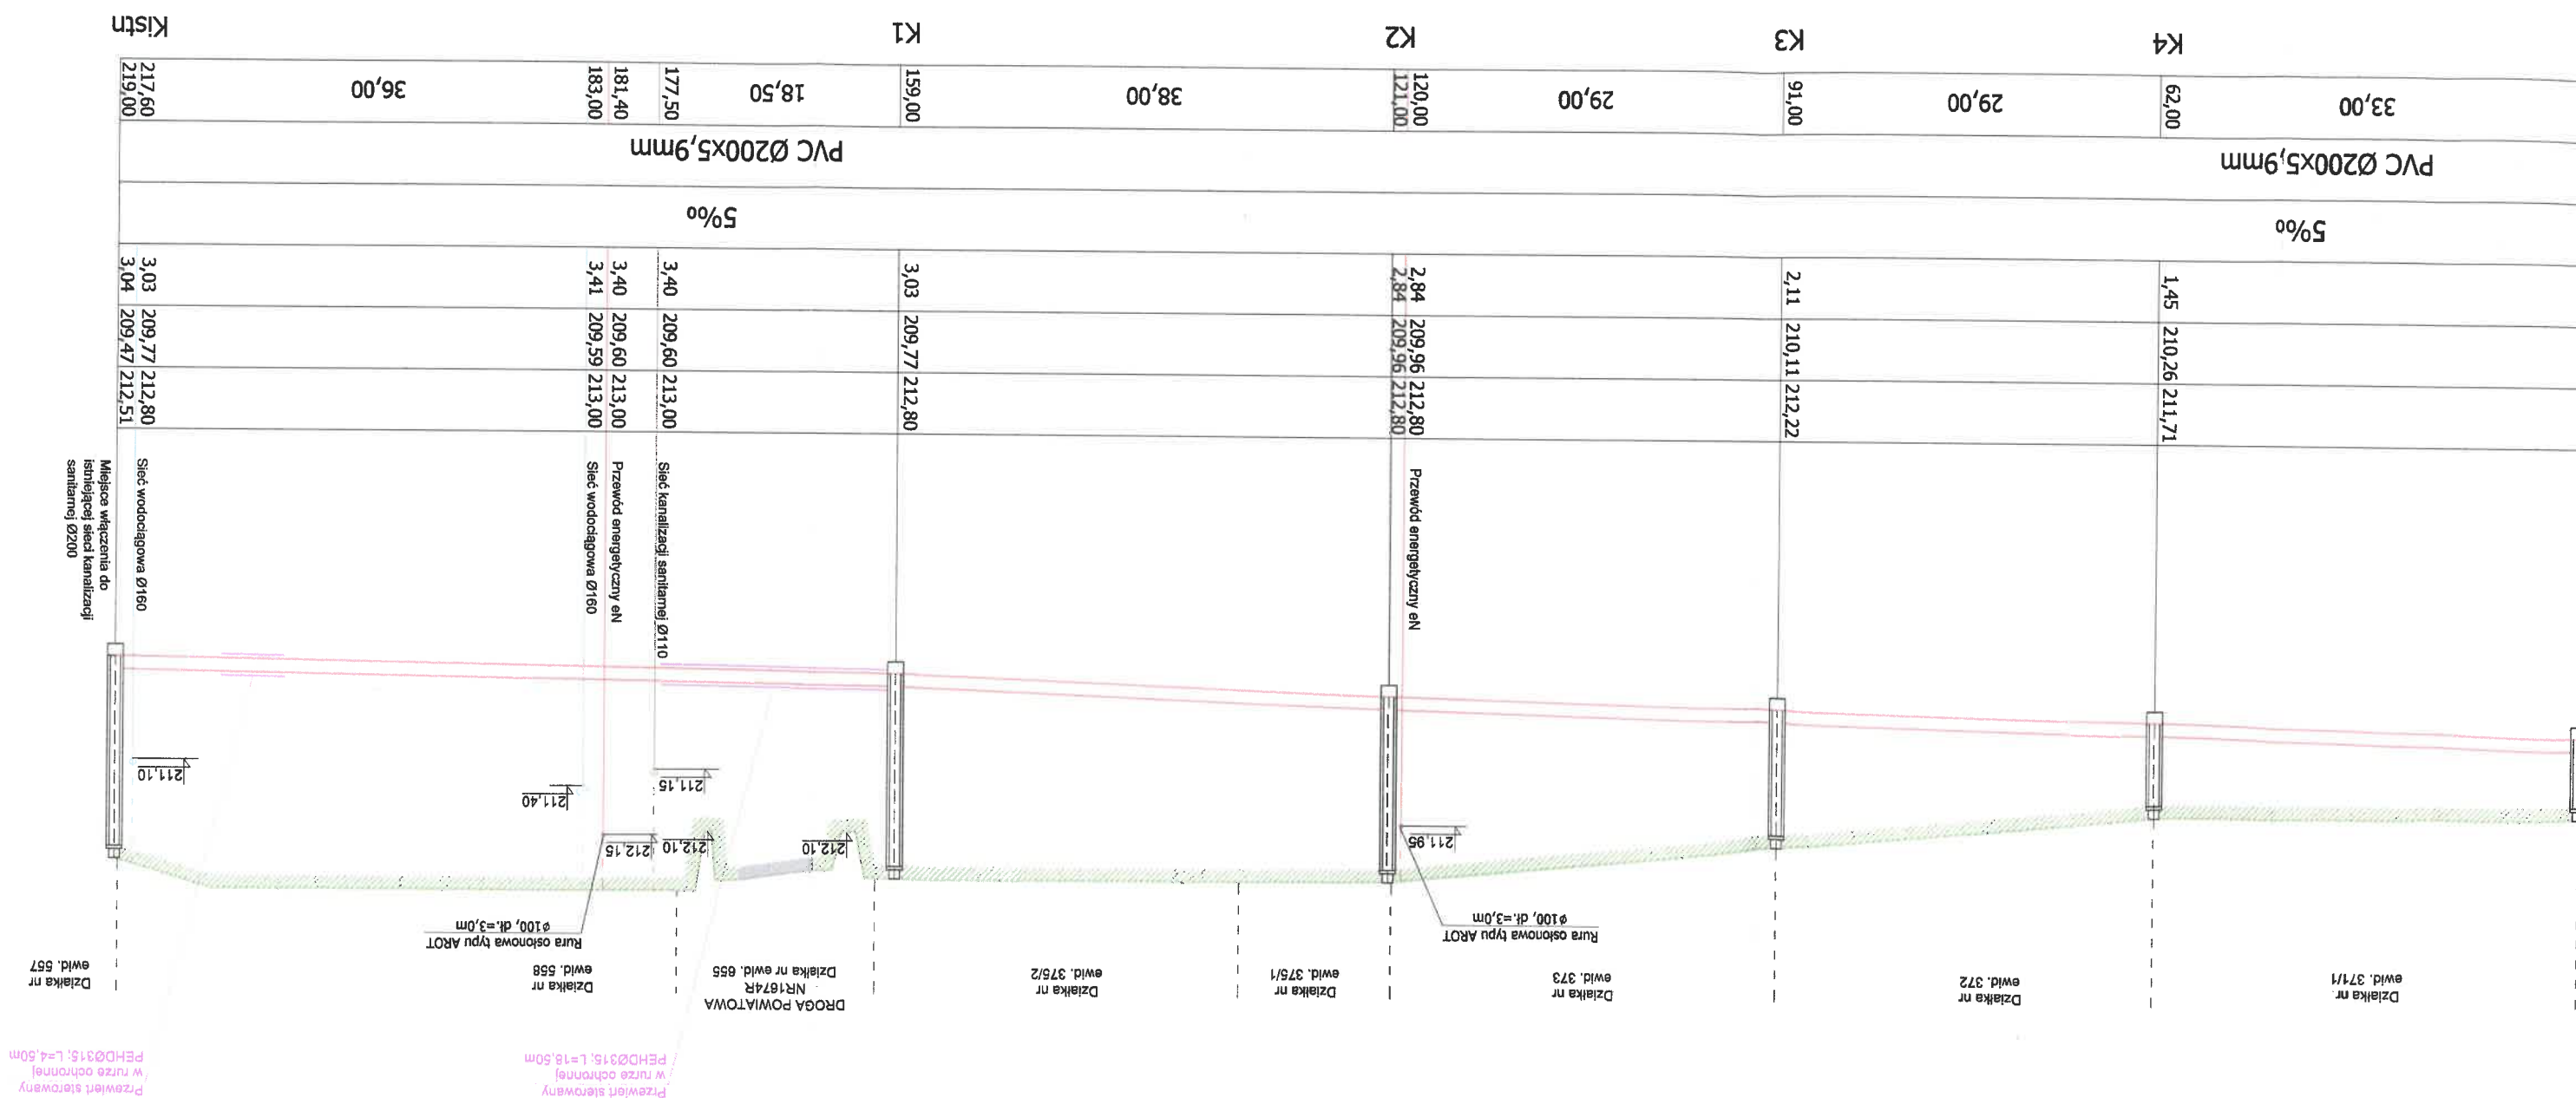 Przewiert sterowany
w rurze ochronnej
PEHDØ315; L=18,50m
Przewiert sterowany
w rurze ochronnej
PEHDØ315; L=4,50m
Działka nr
ewid. 371/1
Działka nr
ewid. 372
Działka nr
ewid. 373
Działka nr
ewid. 375/1
Działka nr
ewid. 375/2
DROGA POWIATOWA
NR1674R
Działka nr ewid. 655
Działka nr
ewid. 558
Działka nr
ewid. 557
Rura osłonowa typu AROT
ø100, dł.=3,0m
Rura osłonowa typu AROT
ø100, dł.=3,0m
211,95
212,10
212,10
212,15
211,15
211,40
211,10
Przewód energetyczny eN
Sieć kanalizacji sanitarnej Ø110
Przewód energetyczny eN
Sieć wodociągowa Ø160
Sieć wodociągowa Ø160
Miejsce włączenia do
istniejącej sieci kanalizacji
sanitarnej Ø200
211,71
212,22
212,80
212,80
212,80
213,00
213,00
213,00
212,80
212,51
210,26
210,11
209,96
209,96
209,77
209,60
209,60
209,59
209,77
209,47
1,45
2,11
2,84
2,84
3,03
3,40
3,40
3,41
3,03
3,04
5‰
5‰
PVC Ø200x5,9mm
PVC Ø200x5,9mm
33,00
62,00
29,00
91,00
29,00
120,00
121,00
38,00
159,00
18,50
177,50
181,40
183,00
36,00
217,60
219,00
K4
K3
K2
K1
Kistn